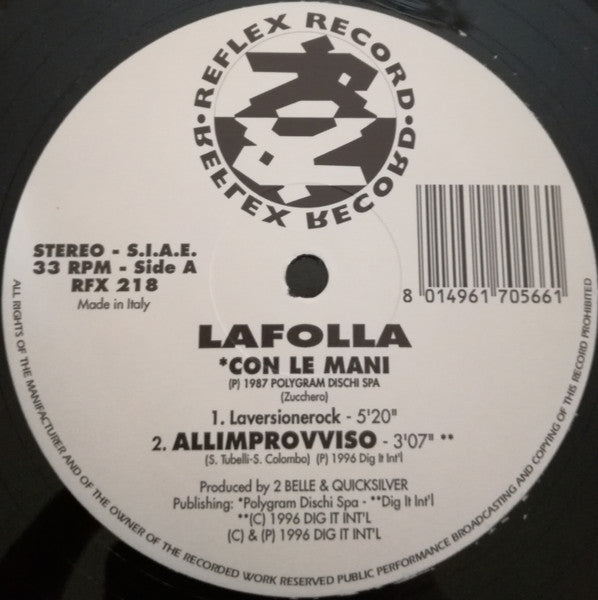 •REFLEX RECORD•
REFLEX RECORD
STEREO - S.I.A.E.
33 RPM - Side A
RFX 218
Made in Italy
8 014961 705661
LAFOLLA
*CON LE MANI
(P) 1987 POLYGRAM DISCHI SPA
(Zucchero)
1. Laversionerock - 5'20"
2. ALLIMPROVVISO - 3'07" **
(S. Tubelli-S. Colombo) (P) 1996 Dig It Int'l
Produced by 2 BELLE & QUICKSILVER
Publishing: *Polygram Dischi Spa - **Dig It Int'l
**(C) 1996 DIG IT INT'L
(C) & (P) 1996 DIG IT INT'L
ALL RIGHTS OF THE MANUFACTURER AND OF THE OWNER OF THE RECORDED WORK RESERVED PUBLIC PERFORMANCE BROADCASTING AND COPYING OF THIS RECORD PROHIBITED